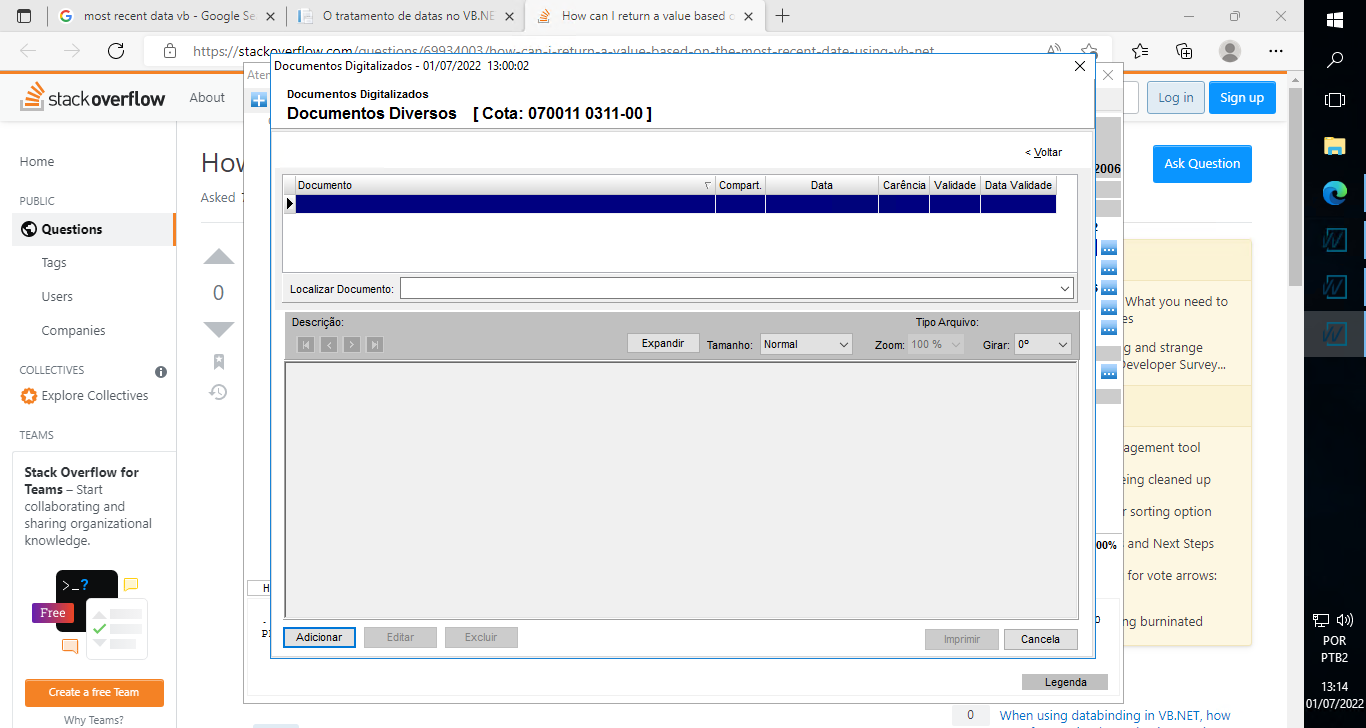 most recent data vb - Google Se
O tratamento de datas no VB.NE
How can I return a value based o
https://stackoverflow.com/questions/69934003/how-can-i-return-a-value-based-on-the-most-recent-date-using-vb-net
stack overflow
About
Log in
Sign up
Home
PUBLIC
Questions
Tags
Users
Companies
COLLECTIVES
Explore Collectives
TEAMS
Stack Overflow for
Teams – Start
collaborating and
sharing organizational
knowledge.
>_?
Free
Create a free Team
Why Teams?
How
Asked 7
0
Aten
Documentos Digitalizados - 01/07/2022 13:00:02
Documentos Digitalizados
Documentos Diversos [ Cota: 070011 0311-00 ]
< Voltar
Documento Compart. Data Carência Validade Data Validade
Localizar Documento:
Descrição:
Tipo Arquivo:
Expandir
Tamanho: Normal
Zoom: 100 %
Girar: 0º
Adicionar
Editar
Excluir
Imprimir
Cancela
2006
00%
H
Legenda
Ask Question
What you need to
es
g and strange
Developer Survey...
agement tool
eing cleaned up
r sorting option
and Next Steps
for vote arrows:
ng burninated
0
When using databinding in VB.NET, how
POR
PTB2
13:14
01/07/2022